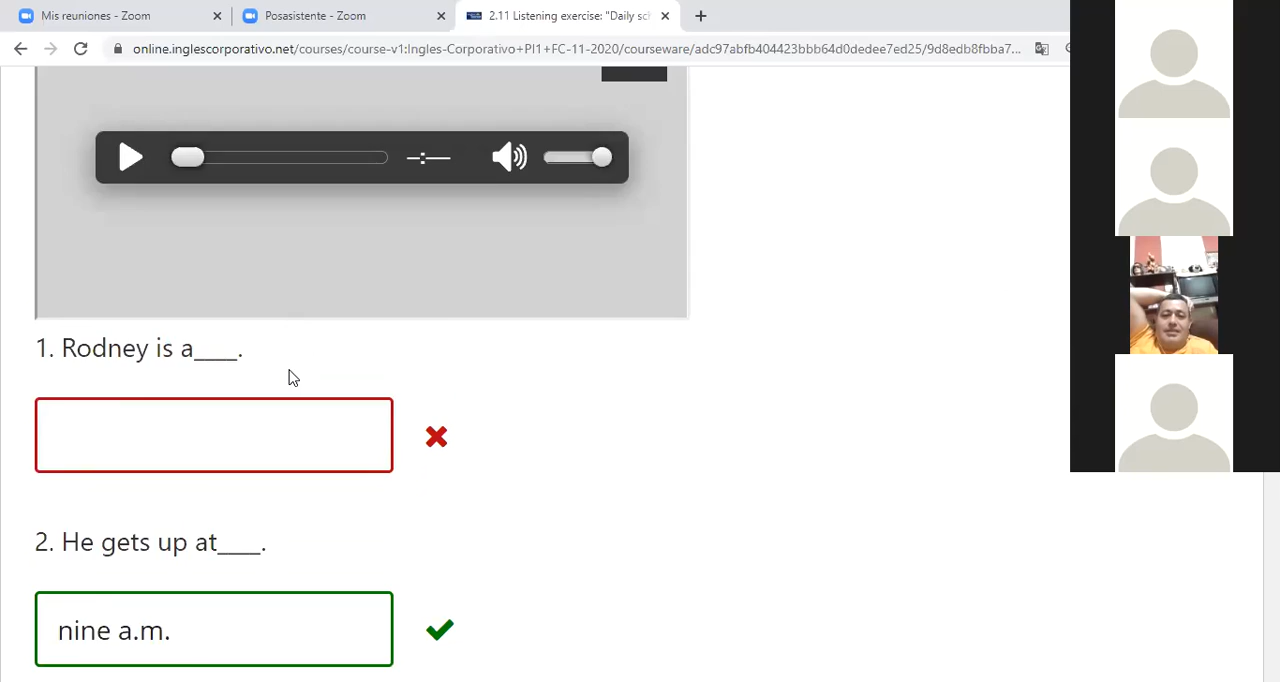 Mis reuniones - Zoom
Posasistente - Zoom
2.11 Listening exercise: "Daily sch
online.inglescorporativo.net/courses/course-v1:Ingles-Corporativo+PI1+FC-11-2020/courseware/adc97abfb404423bbb64d0dedee7ed25/9d8edb8fbba7...
-:--
1. Rodney is a____.
2. He gets up at____.
nine a.m.